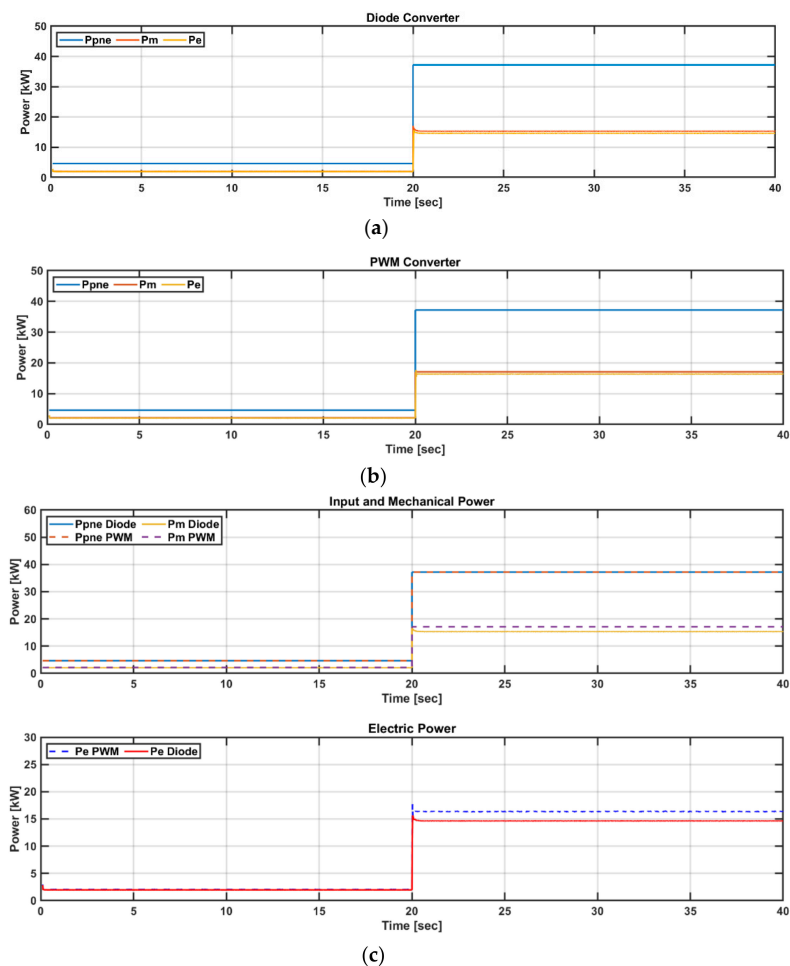 Diode Converter
Ppne Pm Pe
Power [kW]
50
40
30
20
10
0
0 5 10 15 20 25 30 35 40
Time [sec]
(a)
PWM Converter
Ppne Pm Pe
Power [kW]
50
40
30
20
10
0
0 5 10 15 20 25 30 35 40
Time [sec]
(b)
Input and Mechanical Power
Ppne Diode Pm Diode
Ppne PWM Pm PWM
Power [kW]
60
50
40
30
20
10
0
0 5 10 15 20 25 30 35 40
Time [sec]
Electric Power
Pe PWM Pe Diode
Power [kW]
30
25
20
15
10
5
0
0 5 10 15 20 25 30 35 40
Time [sec]
(c)